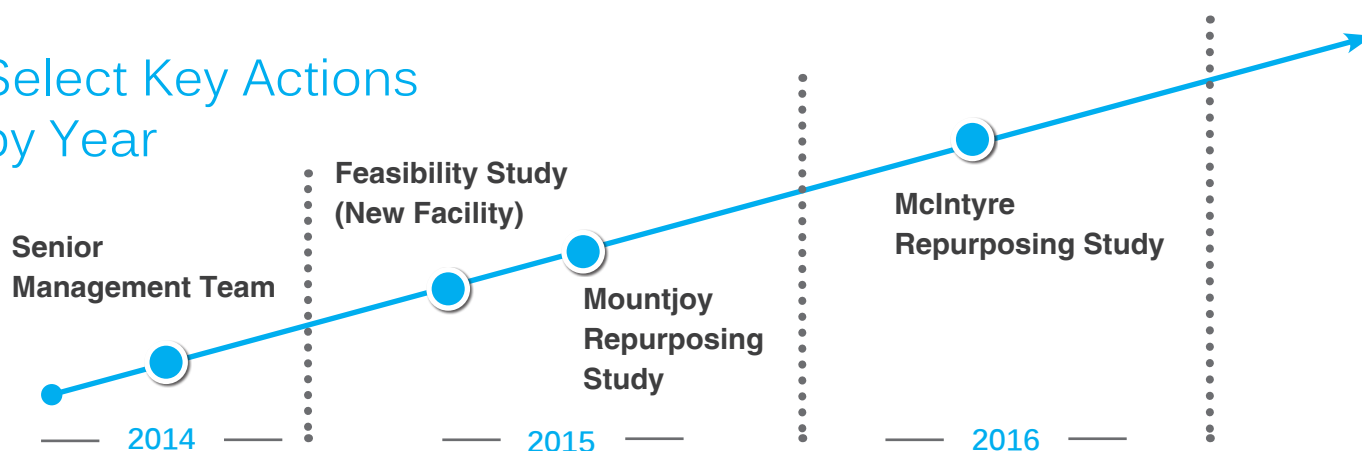 Select Key Actions
by Year
Senior
Management Team
Feasibility Study
(New Facility)
Mountjoy
Repurposing
Study
McIntyre
Repurposing Study
2014
2015
2016